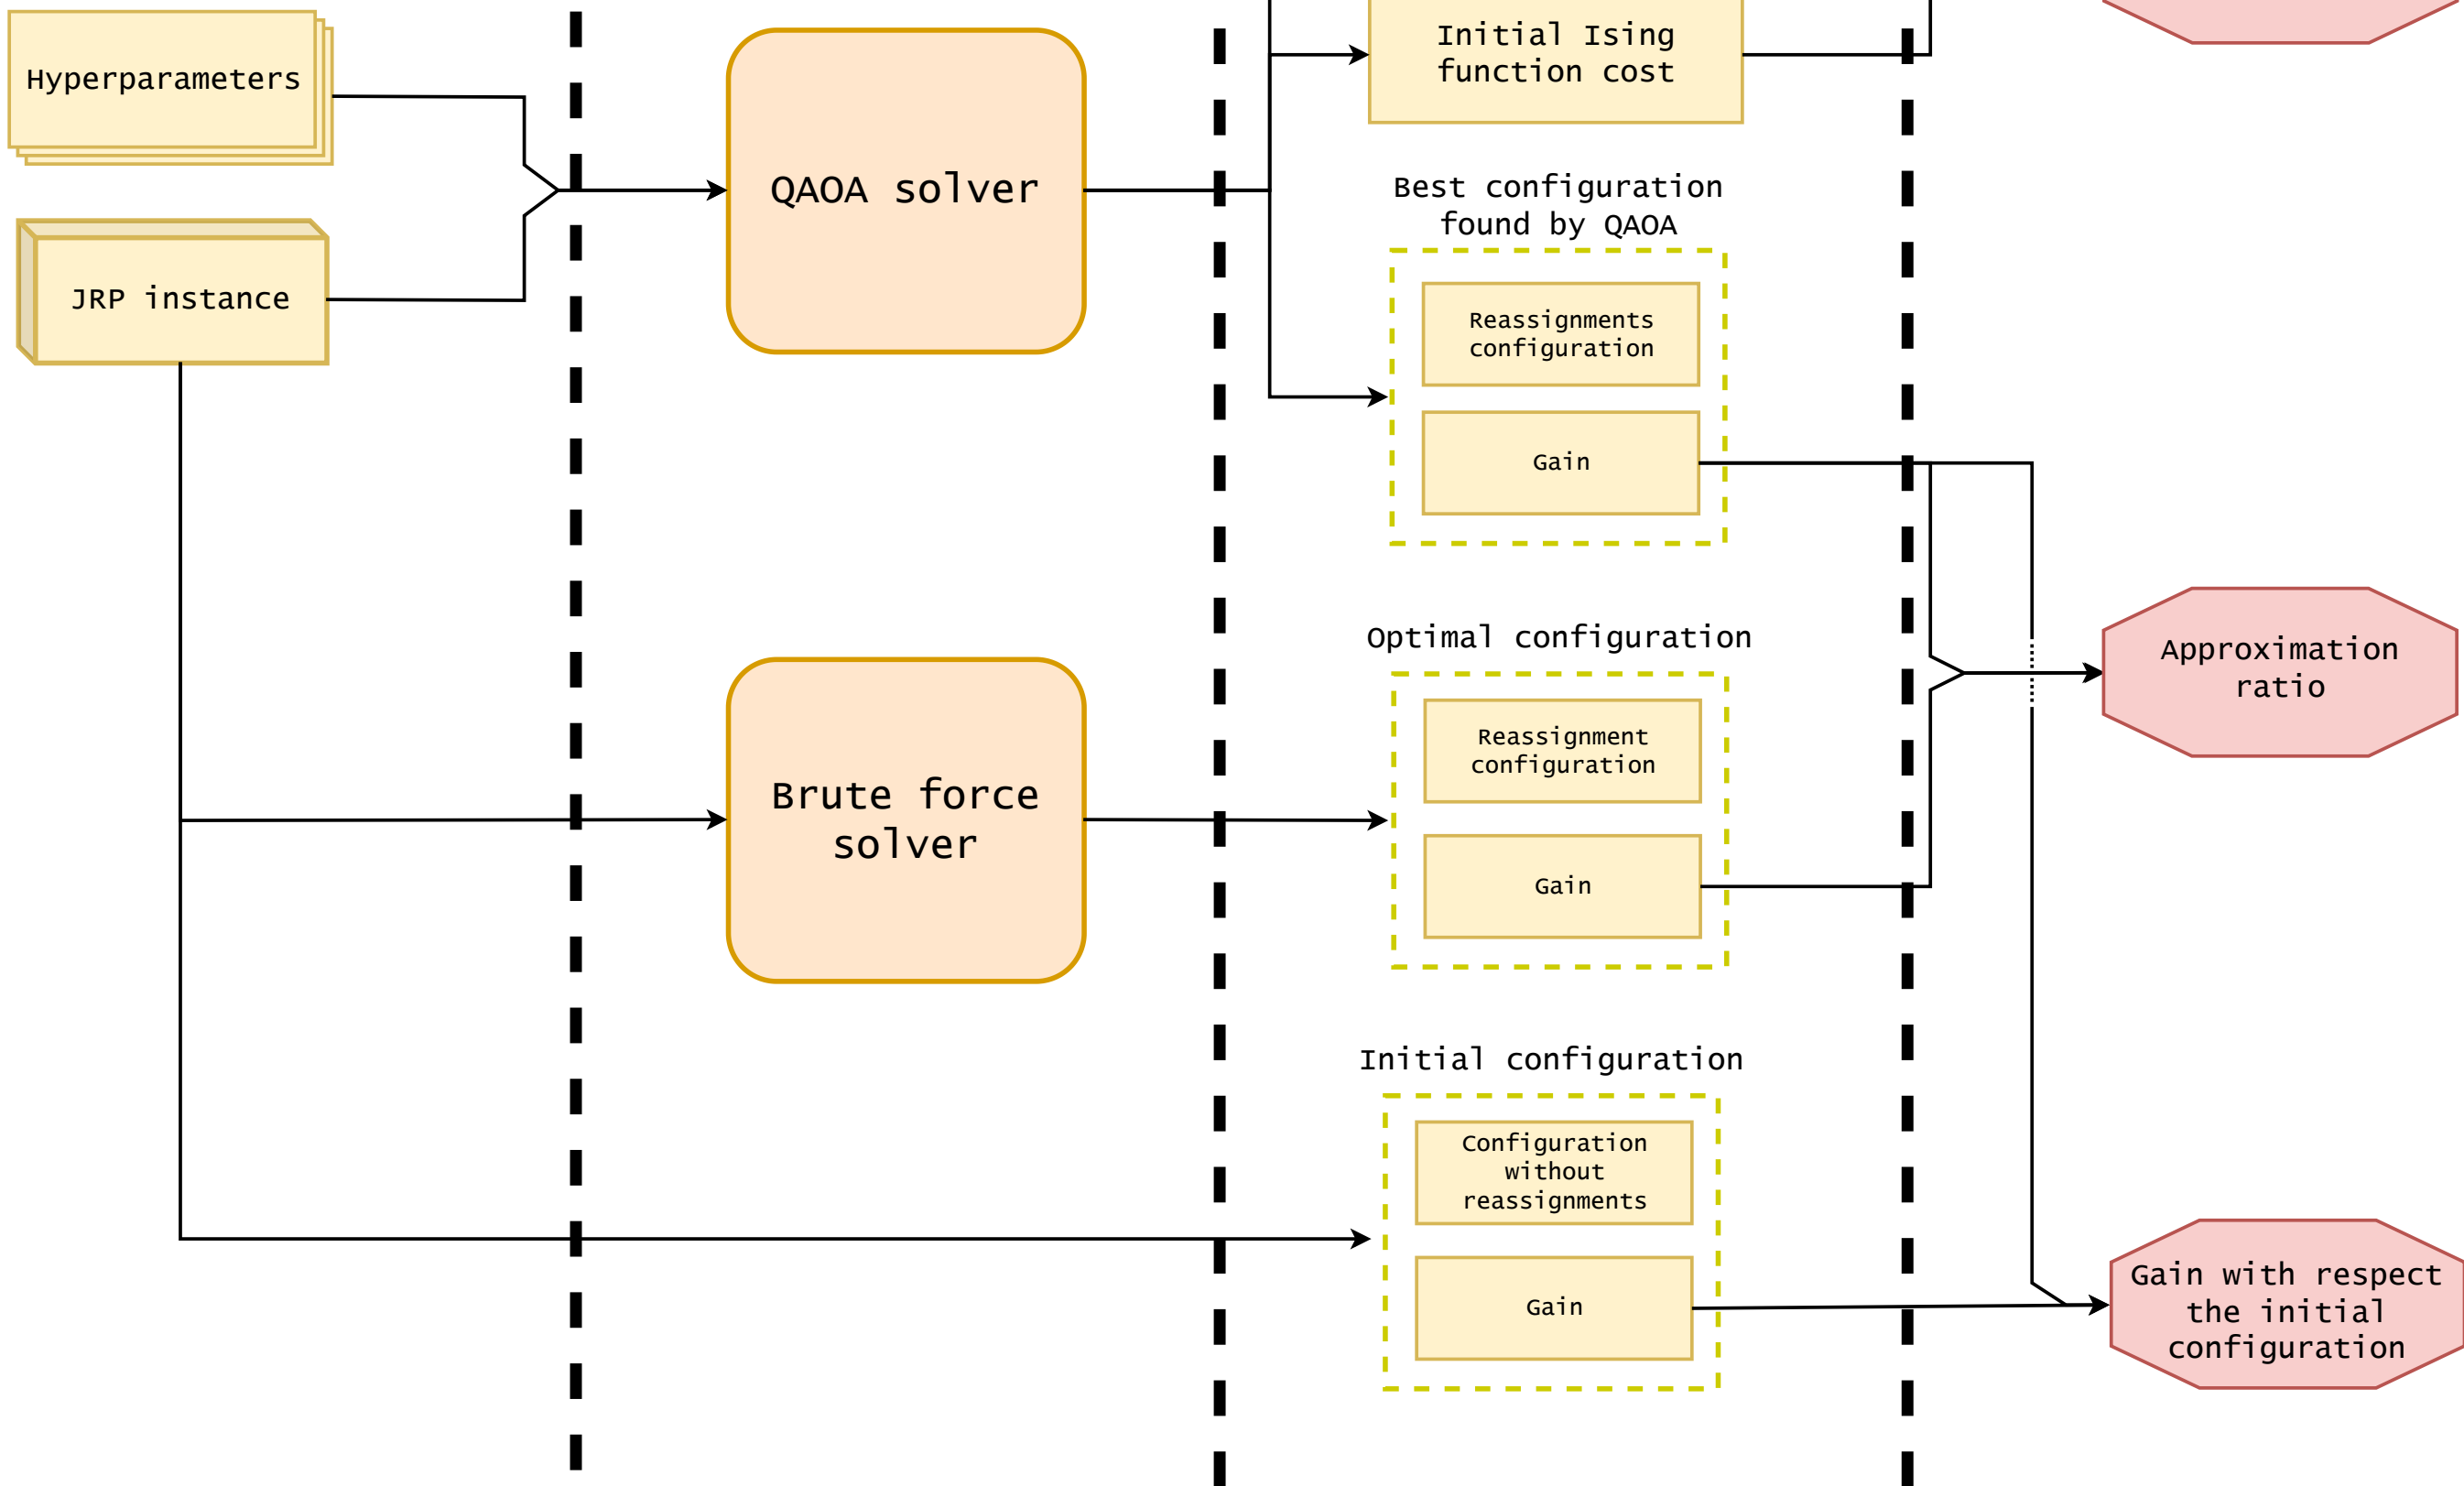 Hyperparameters
JRP instance
QAOA solver
Brute force
solver
Initial Ising
function cost
Best configuration
found by QAOA
Reassignments
configuration
Gain
Optimal configuration
Reassignment
configuration
Gain
Initial configuration
Configuration
without
reassignments
Gain
Approximation
ratio
Gain with respect
the initial
configuration